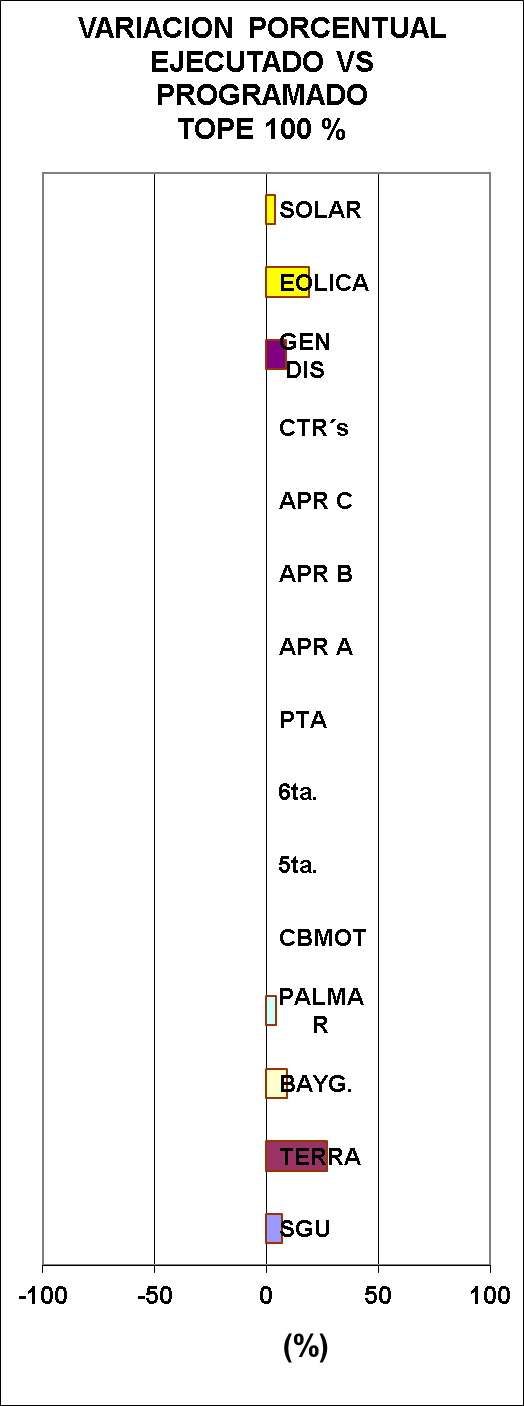 VARIACION PORCENTUAL
EJECUTADO VS
PROGRAMADO
TOPE 100 %
SOLAR
EOLICA
GEN
DIS
CTR´s
APR C
APR B
APR A
PTA
6ta.
5ta.
CBMOT
PALMA
R
BAYG.
TERRA
SGU
-100 -50 0 50 100
(%)